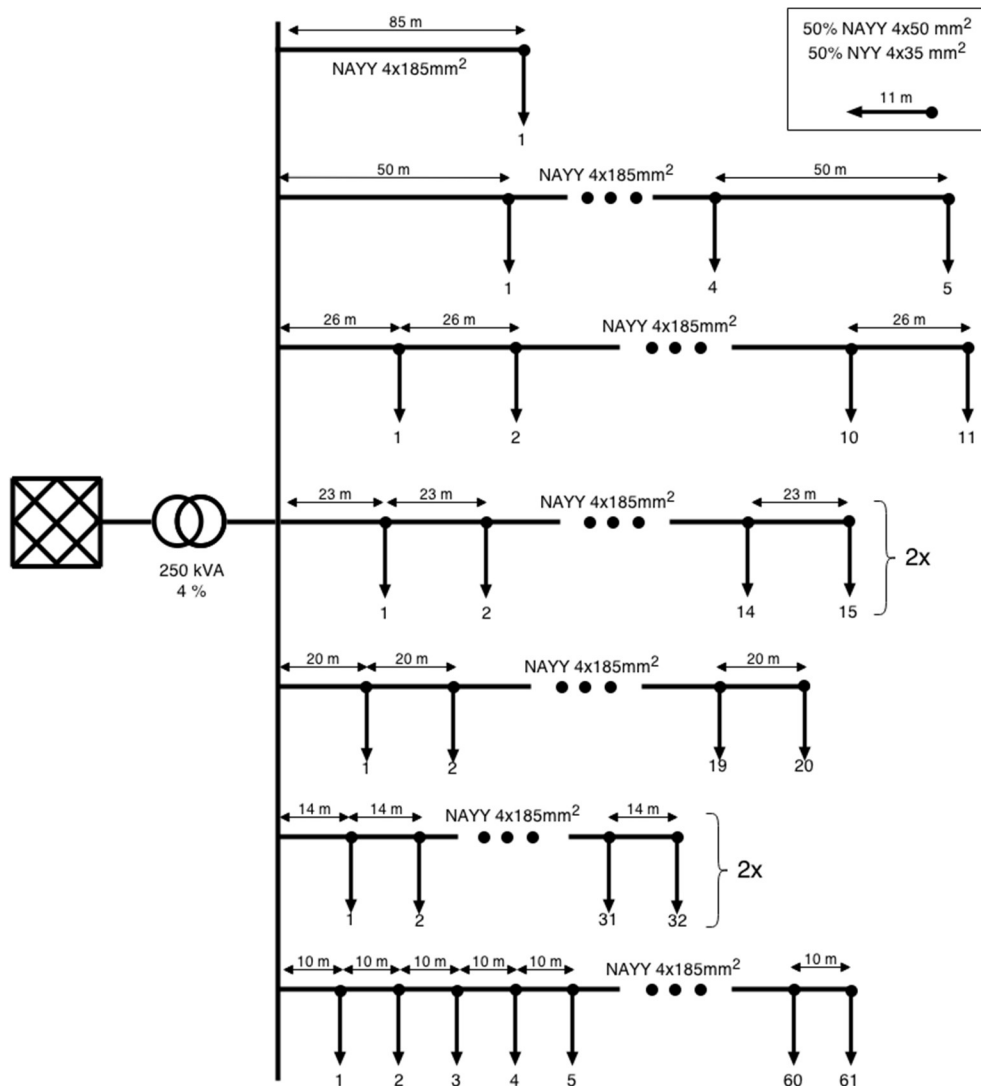 85 m
NAYY 4x185mm²
1
50% NAYY 4x50 mm²
50% NYY 4x35 mm²
11 m
50 m
NAYY 4x185mm²
50 m
1
4
5
26 m
26 m
NAYY 4x185mm²
26 m
1
2
10
11
23 m
23 m
NAYY 4x185mm²
23 m
2x
250 kVA
4 %
1
2
14
15
20 m
20 m
NAYY 4x185mm²
20 m
1
2
19
20
14 m
14 m
NAYY 4x185mm²
14 m
2x
1
2
31
32
10 m
10 m
10 m
10 m
10 m
NAYY 4x185mm²
10 m
1
2
3
4
5
60
61